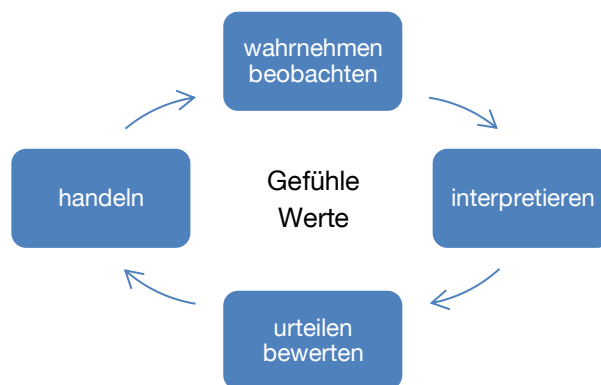 wahrnehmen
beobachten
handeln
Gefühle
Werte
interpretieren
urteilen
bewerten